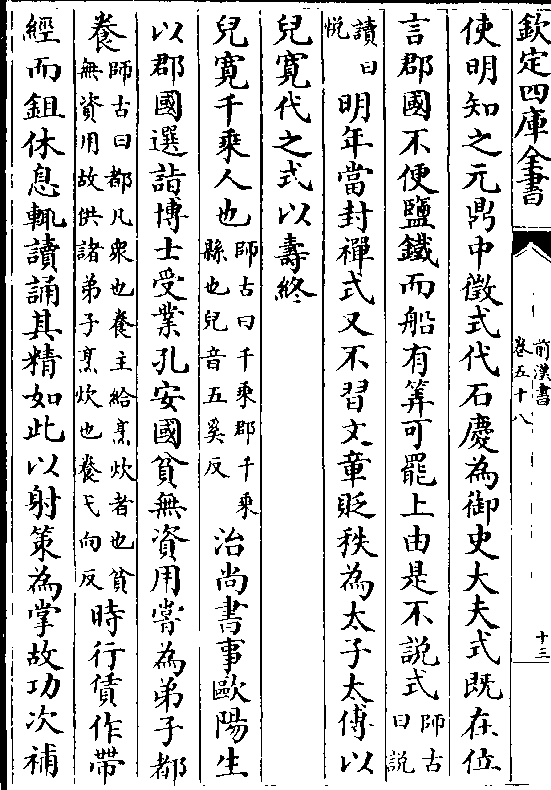 欽定四庫全書
前漢書
卷五十八
十三
使明知之元鼎中徵式代石慶為御史大夫式既在位
言郡國不便鹽鐵而船有筭可罷上由是不說式師古曰說
讀曰悅明年當封禪式又不習文章貶秩為太子太傅以
兒寛代之式以壽終
兒寛千乗人也師古曰千乗郡千乗縣也兒音五奚反治尚書事歐陽生
以郡國選詣博士受業孔安國貧無資用嘗為弟子都
養師古曰都凡衆也養主給烹炊者也貧無資用故供諸弟子烹炊也養弋向反時行賃作帶
經而鉏休息輒讀誦其精如此以射策為掌故功次補